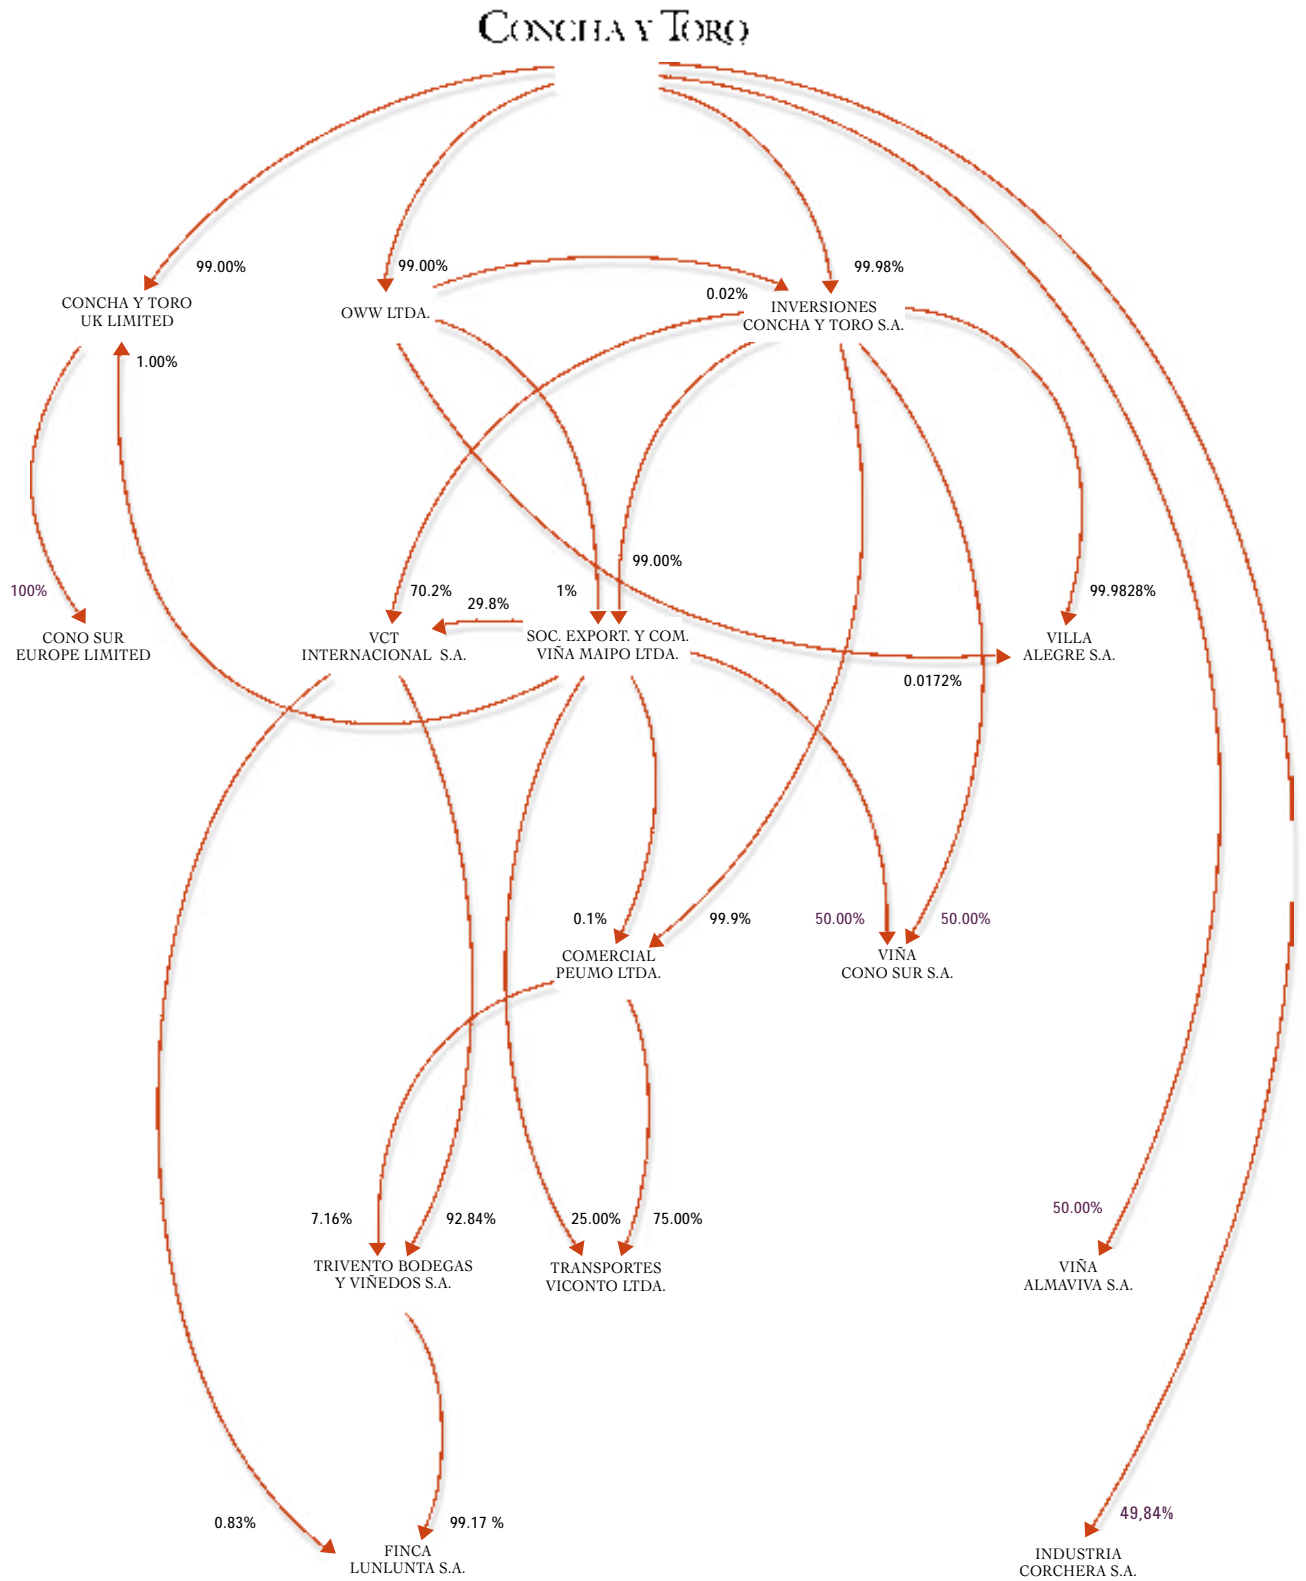 CONCHA Y TORO
99.00%
99.00%
99.98%
0.02%
CONCHA Y TORO
UK LIMITED
OWW LTDA.
INVERSIONES
CONCHA Y TORO S.A.
1.00%
99.00%
100%
70.2%
1%
99.9828%
29.8%
CONO SUR
EUROPE LIMITED
VCT
INTERNACIONAL S.A.
SOC. EXPORT. Y COM.
VIÑA MAIPO LTDA.
VILLA
ALEGRE S.A.
0.0172%
0.1%
99.9%
50.00%
50.00%
COMERCIAL
PEUMO LTDA.
VIÑA
CONO SUR S.A.
7.16%
92.84%
25.00%
75.00%
50.00%
TRIVENTO BODEGAS
Y VIÑEDOS S.A.
TRANSPORTES
VICONTO LTDA.
VIÑA
ALMAVIVA S.A.
0.83%
99.17 %
49,84%
FINCA
LUNLUNTA S.A.
INDUSTRIA
CORCHERA S.A.